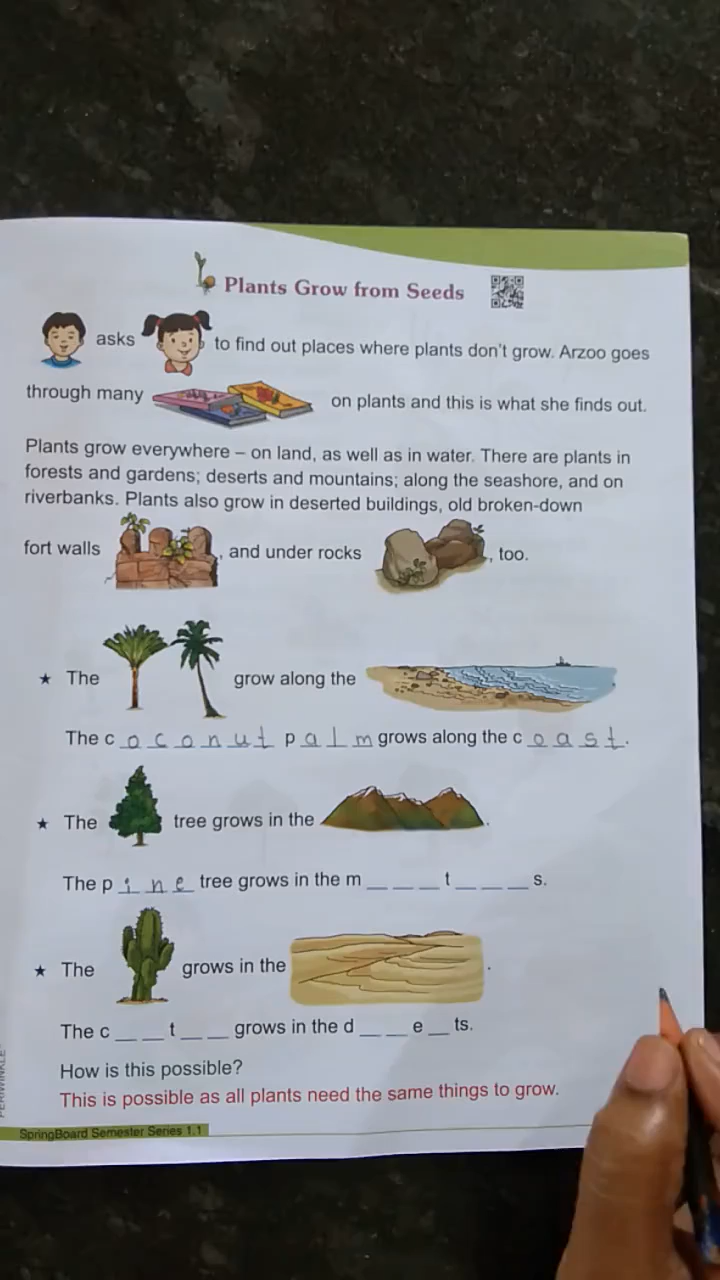 Plants Grow from Seeds
asks to find out places where plants don't grow. Arzoo goes
through many on plants and this is what she finds out.
Plants grow everywhere – on land, as well as in water. There are plants in
forests and gardens; deserts and mountains; along the seashore, and on
riverbanks. Plants also grow in deserted buildings, old broken-down
fort walls , and under rocks , too.
★ The grow along the
The c o c o n u t p a l m grows along the c o a s t.
★ The tree grows in the .
The p i n e tree grows in the m _ _ _ t _ _ _ s.
★ The grows in the .
The c _ _ t _ _ grows in the d _ _ e _ ts.
How is this possible?
This is possible as all plants need the same things to grow.
SpringBoard Semester Series 1.1
PERIWINKLE